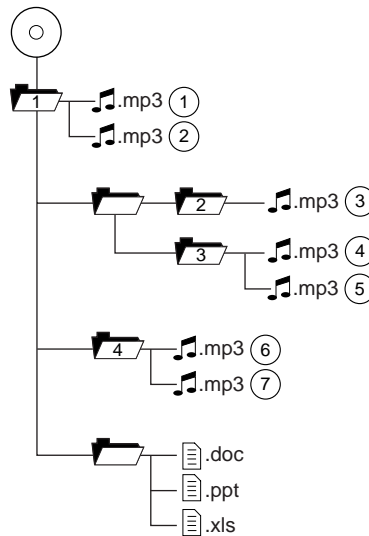 1 .mp3 1
.mp3 2
2 .mp3 3
3 .mp3 4
.mp3 5
4 .mp3 6
.mp3 7
.doc
.ppt
.xls